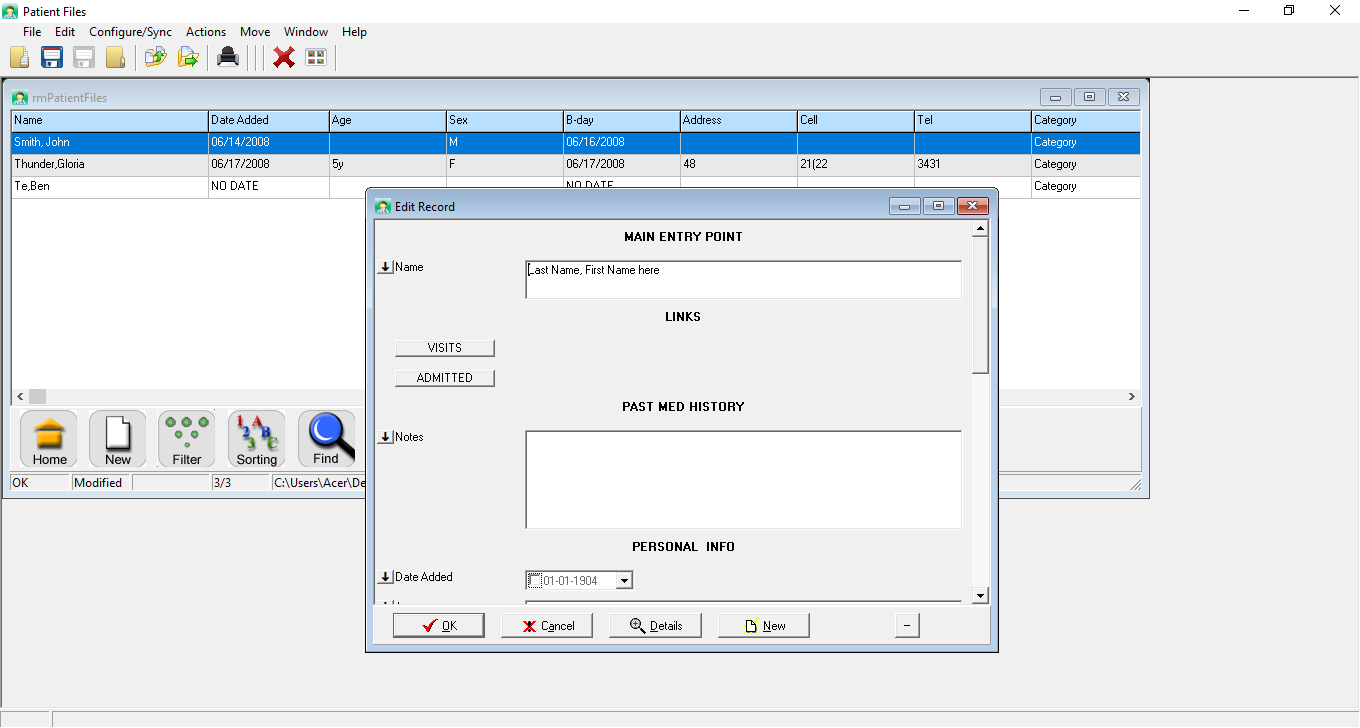 Patient Files
File Edit Configure/Sync Actions Move Window Help
rmPatientFiles
Name Date Added Age Sex B-day Address Cell Tel Category
Smith, John 06/14/2008 M 06/16/2008 Category
Thunder,Gloria 06/17/2008 5y F 06/17/2008 48 21(22 3431 Category
Te,Ben NO DATE NO DATE Category
Edit Record
MAIN ENTRY POINT
Name Last Name, First Name here
LINKS
VISITS
ADMITTED
PAST MED HISTORY
Notes
PERSONAL INFO
Date Added 01-01-1904
OK Cancel Details New -
Home New Filter Sorting Find
OK Modified 3/3 C:\Users\Acer\De